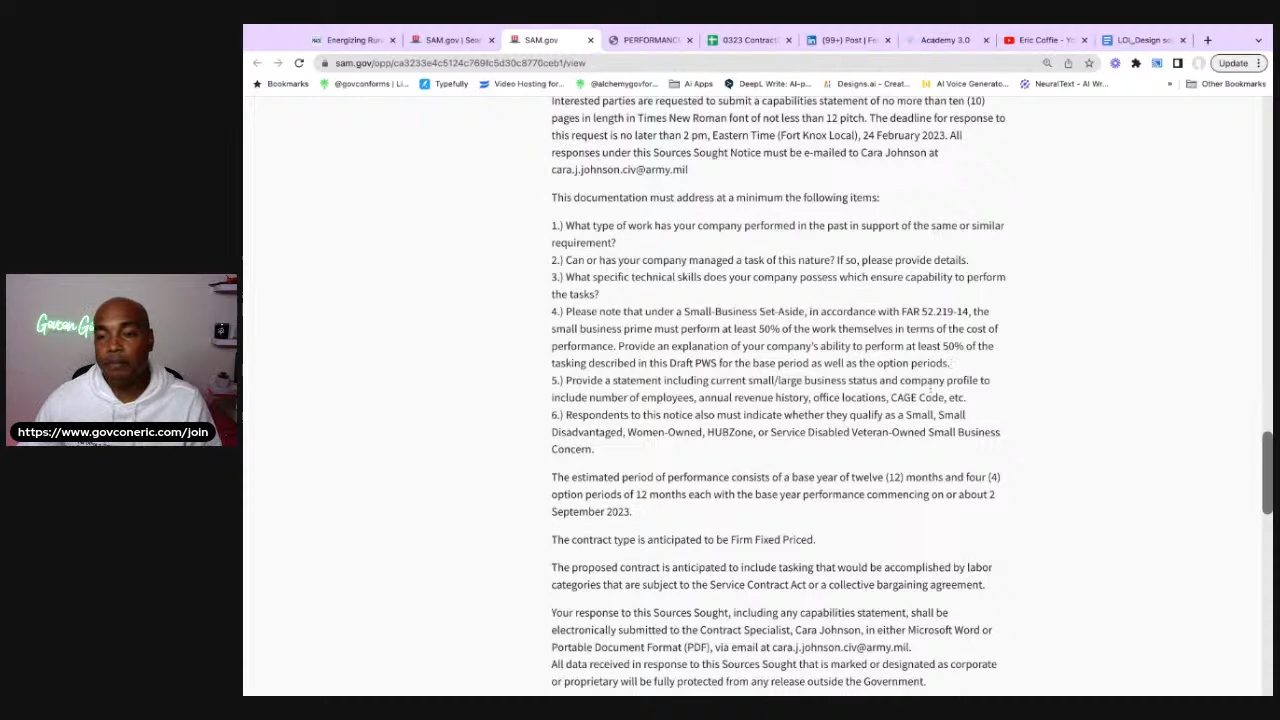 Energizing Rur
SAM.gov | Sea
SAM.gov
PERFORMANC
0323 Contract
(99+) Post | Fe
Academy 3.0
Eric Coffie - Yo
LOI_Design so
sam.gov/opp/ca3233e4c5124c769fc5d30c8770ceb1/view
Update
Bookmarks
@govconforms | Li...
Typefully
Video Hosting for...
@alchemygovfor...
Ai Apps
DeepL Write: AI-p...
Designs.ai - Creat...
AI Voice Generato...
NeuralText - AI Wr...
»
Other Bookmarks
Interested parties are requested to submit a capabilities statement of no more than ten (10)
pages in length in Times New Roman font of not less than 12 pitch. The deadline for response to
this request is no later than 2 pm, Eastern Time (Fort Knox Local), 24 February 2023. All
responses under this Sources Sought Notice must be e-mailed to Cara Johnson at
cara.j.johnson.civ@army.mil
This documentation must address at a minimum the following items:
1.) What type of work has your company performed in the past in support of the same or similar
requirement?
2.) Can or has your company managed a task of this nature? If so, please provide details.
3.) What specific technical skills does your company possess which ensure capability to perform
the tasks?
4.) Please note that under a Small-Business Set-Aside, in accordance with FAR 52.219-14, the
small business prime must perform at least 50% of the work themselves in terms of the cost of
performance. Provide an explanation of your company's ability to perform at least 50% of the
tasking described in this Draft PWS for the base period as well as the option periods.
5.) Provide a statement including current small/large business status and company profile to
include number of employees, annual revenue history, office locations, CAGE Code, etc.
6.) Respondents to this notice also must indicate whether they qualify as a Small, Small
Disadvantaged, Women-Owned, HUBZone, or Service Disabled Veteran-Owned Small Business
Concern.
The estimated period of performance consists of a base year of twelve (12) months and four (4)
option periods of 12 months each with the base year performance commencing on or about 2
September 2023.
The contract type is anticipated to be Firm Fixed Priced.
The proposed contract is anticipated to include tasking that would be accomplished by labor
categories that are subject to the Service Contract Act or a collective bargaining agreement.
Your response to this Sources Sought, including any capabilities statement, shall be
electronically submitted to the Contract Specialist, Cara Johnson, in either Microsoft Word or
Portable Document Format (PDF), via email at cara.j.johnson.civ@army.mil.
All data received in response to this Sources Sought that is marked or designated as corporate
or proprietary will be fully protected from any release outside the Government.
Govcon
https://www.govconeric.com/join